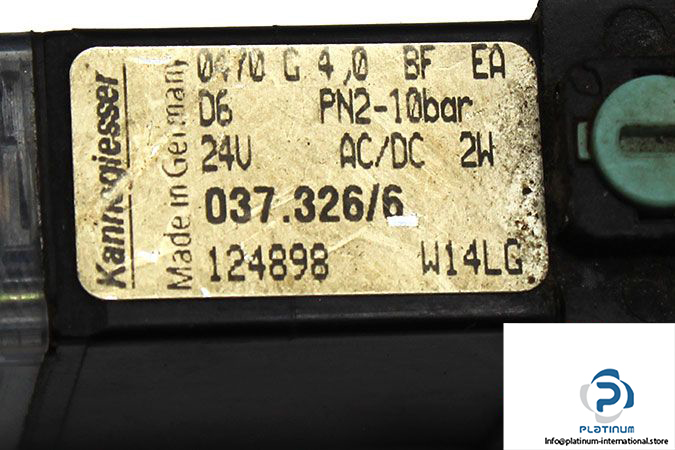 Kannegiesser
Made in Germany
0470 G 4,0 BF EA
D6 PN2-10bar
24V AC/DC 2W
037.326/6
124898 W14LG
PLATINUM
Info@platinum-international.store